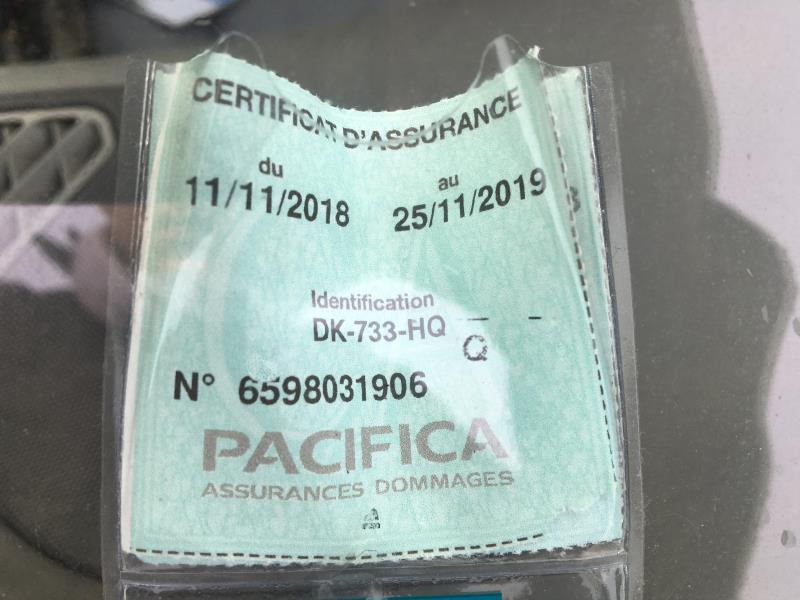 CERTIFICAT D'ASSURANCE
du
au
11/11/2018
25/11/2019
Identification
DK-733-HQ
Q
N° 6598031906
PACIFICA
ASSURANCES DOMMAGES